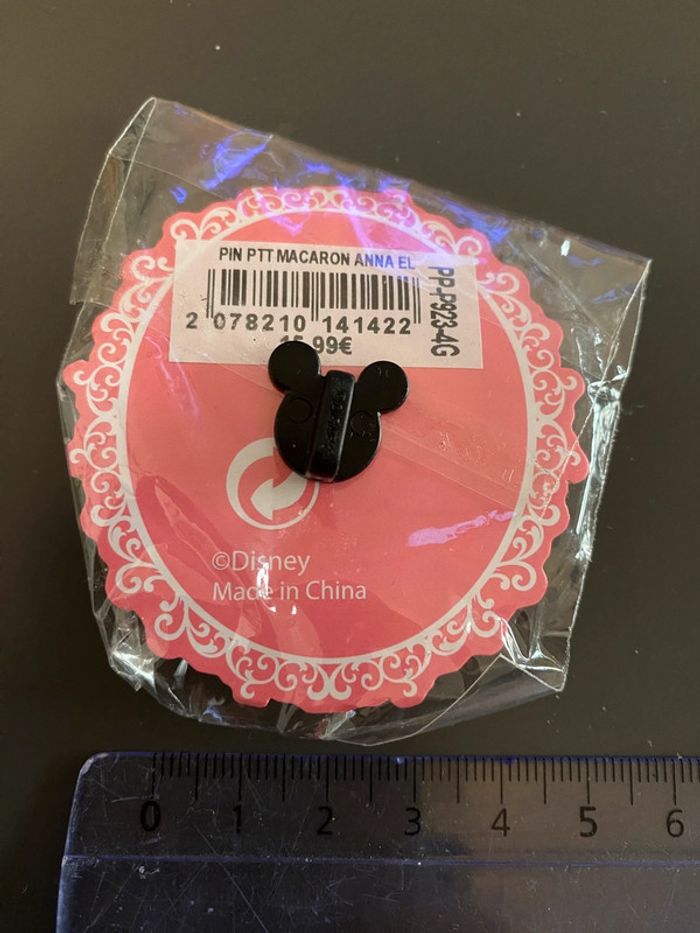 PIN PTT MACARON ANNA EL
PP-P923-4G
2 078210 141422
15,99€
©Disney
Made in China
0 1 2 3 4 5 6